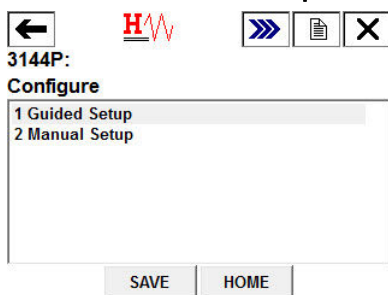 H
3144P:
Configure
1 Guided Setup
2 Manual Setup
SAVE HOME